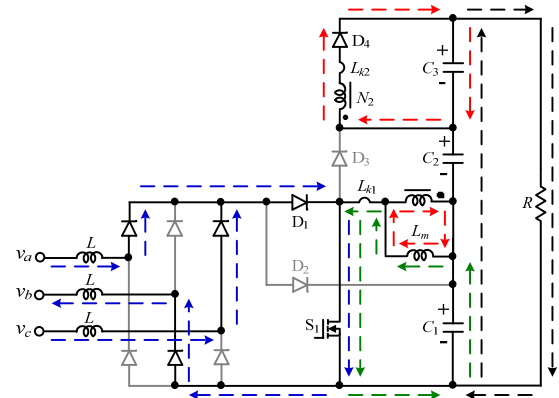 D4
Lk2
N2
+
C3
-
D3
+
C2
-
Lk1
D1
Lm
R
va
L
vb
L
vc
L
D2
S1
+
C1
-